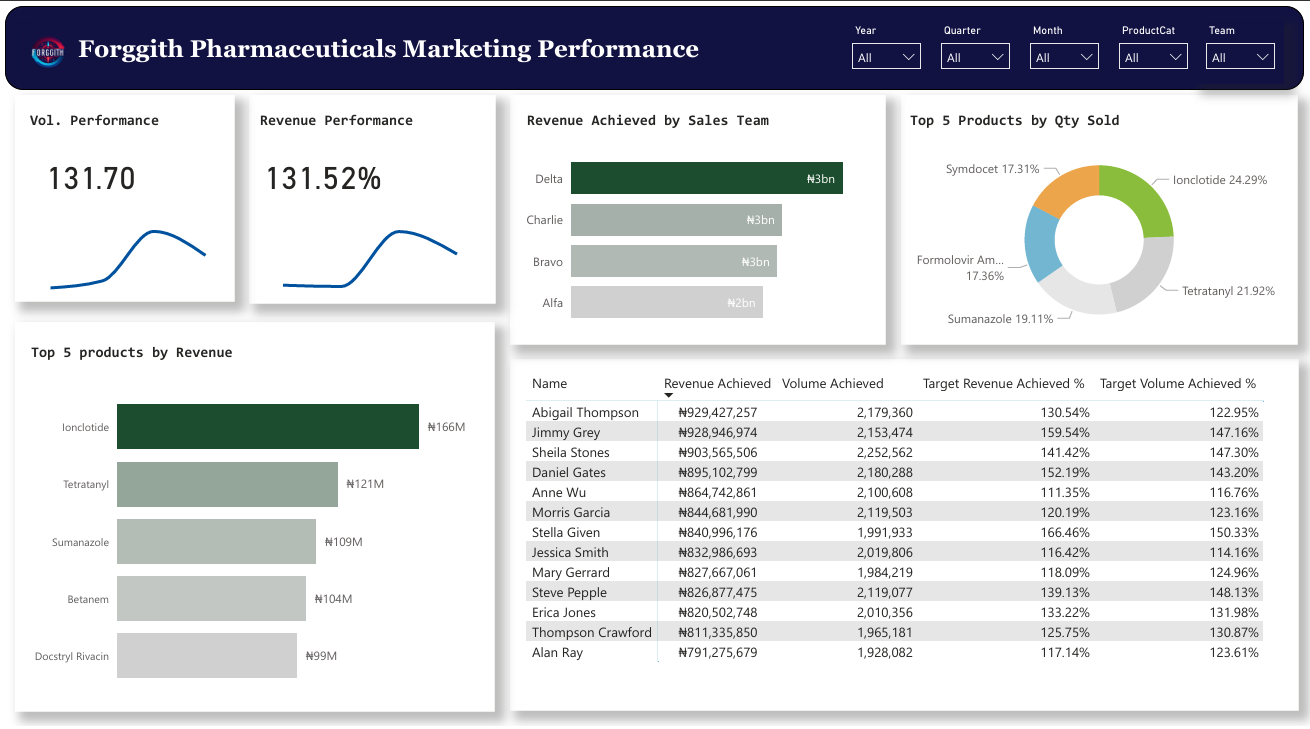 FORGGITH
Forggith Pharmaceuticals Marketing Performance
Year
Quarter
Month
ProductCat
Team
All
All
All
All
All
Vol. Performance
131.70
Revenue Performance
131.52%
Revenue Achieved by Sales Team
Delta ₦3bn
Charlie ₦3bn
Bravo ₦3bn
Alfa ₦2bn
Top 5 Products by Qty Sold
Symdocet 17.31%
Ionclotide 24.29%
Formolovir Am...
17.36%
Tetratanyl 21.92%
Sumanazole 19.11%
Top 5 products by Revenue
Ionclotide ₦166M
Tetratanyl ₦121M
Sumanazole ₦109M
Betanem ₦104M
Docstryl Rivacin ₦99M
Name Revenue Achieved Volume Achieved Target Revenue Achieved % Target Volume Achieved %
Abigail Thompson ₦929,427,257 2,179,360 130.54% 122.95%
Jimmy Grey ₦928,946,974 2,153,474 159.54% 147.16%
Sheila Stones ₦903,565,506 2,252,562 141.42% 147.30%
Daniel Gates ₦895,102,799 2,180,288 152.19% 143.20%
Anne Wu ₦864,742,861 2,100,608 111.35% 116.76%
Morris Garcia ₦844,681,990 2,119,503 120.19% 123.16%
Stella Given ₦840,996,176 1,991,933 166.46% 150.33%
Jessica Smith ₦832,986,693 2,019,806 116.42% 114.16%
Mary Gerrard ₦827,667,061 1,984,219 118.09% 124.96%
Steve Pepple ₦826,877,475 2,119,077 139.13% 148.13%
Erica Jones ₦820,502,748 2,010,356 133.22% 131.98%
Thompson Crawford ₦811,335,850 1,965,181 125.75% 130.87%
Alan Ray ₦791,275,679 1,928,082 117.14% 123.61%